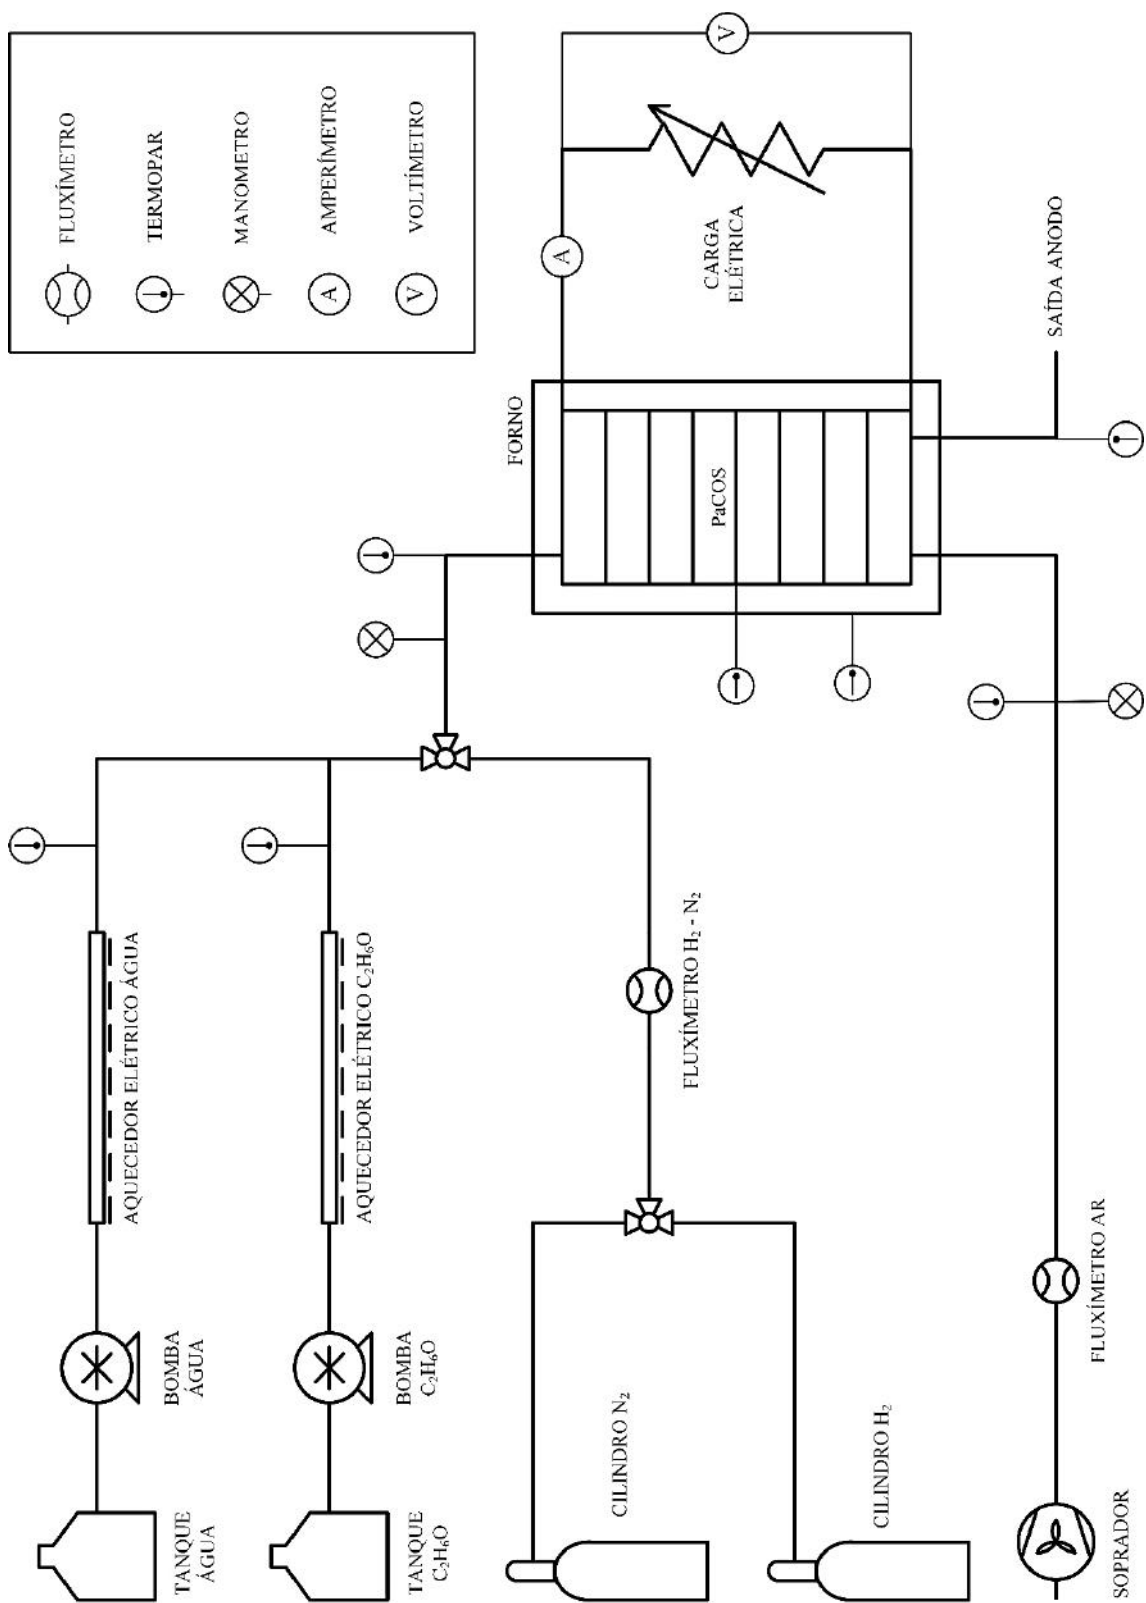 FLUXÍMETRO
TERMOPAR
MANOMETRO
A
AMPERÍMETRO
V
VOLTÍMETRO
TANQUE
ÁGUA
BOMBA
ÁGUA
AQUECEDOR ELÉTRICO ÁGUA
TANQUE
C₂H₆O
BOMBA
C₂H₆O
AQUECEDOR ELÉTRICO C₂H₆O
CILINDRO N₂
CILINDRO H₂
FLUXÍMETRO H₂ - N₂
FORNO
PaCOS
A
V
CARGA
ELÉTRICA
SAÍDA ANODO
SOPRADOR
FLUXÍMETRO AR